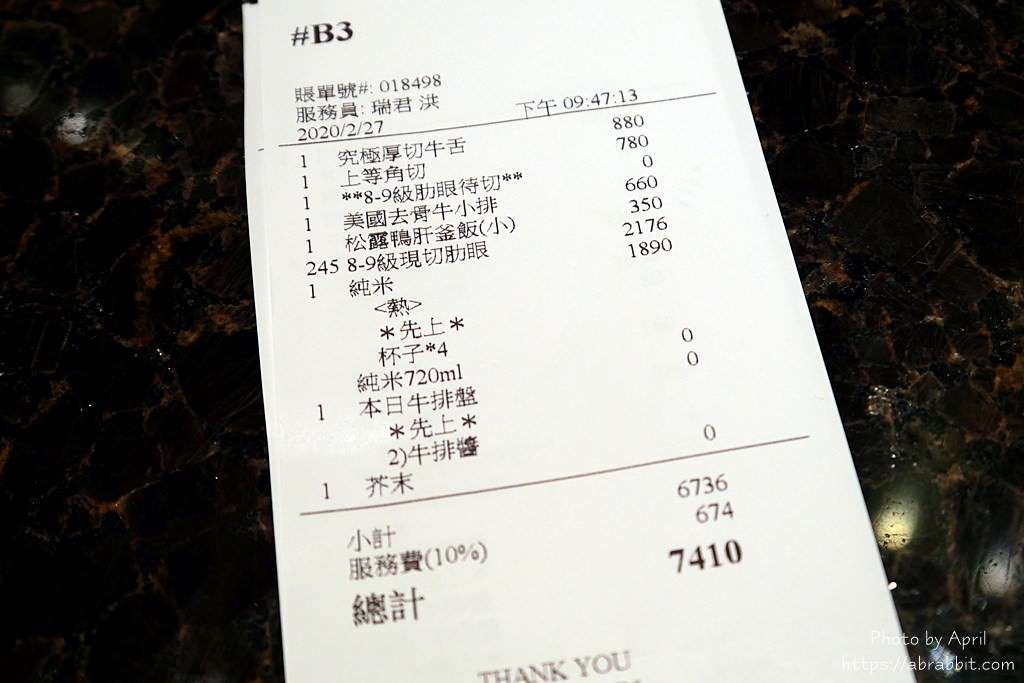 #B3
賬單號#: 018498
服務員: 瑞君 洪
2020/2/27 下午 09:47:13
1 究極厚切牛舌 880
1 上等角切 780
1 **8-9級肋眼待切** 0
1 美國去骨牛小排 660
1 松露鴨肝釜飯(小) 350
245 8-9級現切肋眼 2176
1 純米 1890
<熱>
＊先上＊
杯子*4
純米720ml 0
1 本日牛排盤 0
＊先上＊
2)牛排醬
1 芥末 0
小計 6736
服務費(10%) 674
總計 7410
THANK YOU
Photo by April
https://abrabbit.com